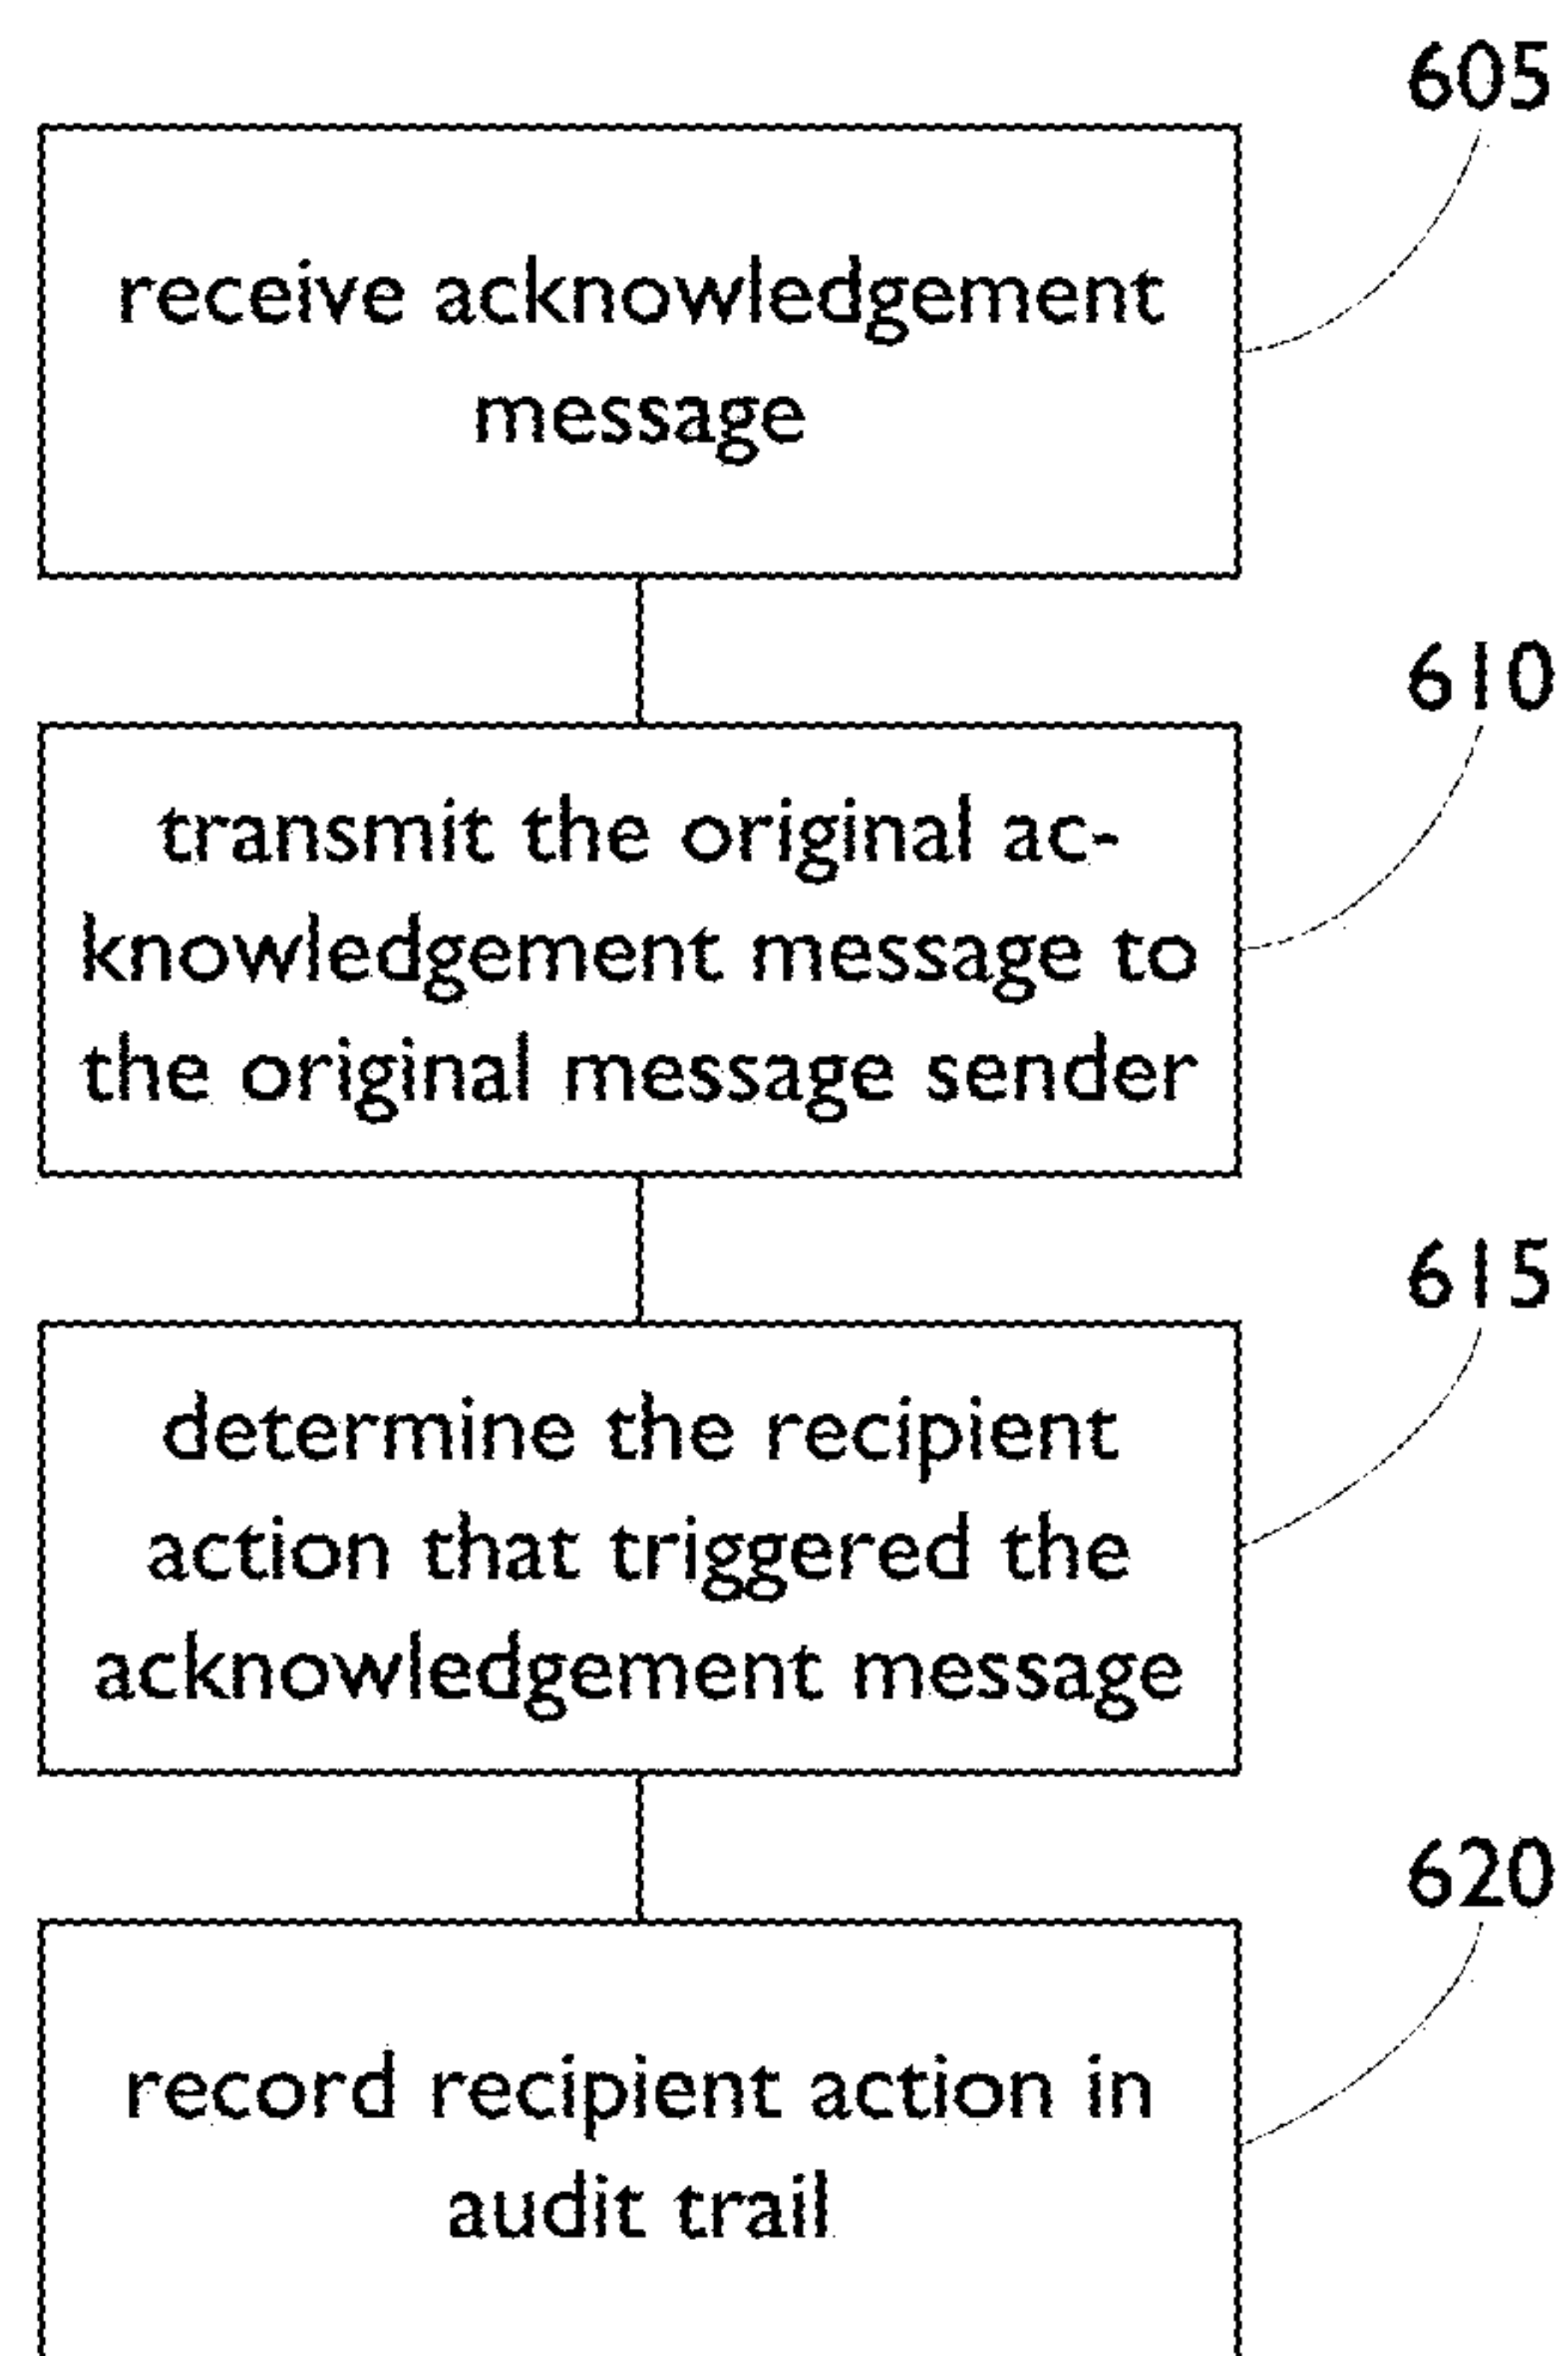 605
receive acknowledgement
message
610
transmit the original ac-
knowledgement message to
the original message sender
615
determine the recipient
action that triggered the
acknowledgement message
620
record recipient action in
audit trail